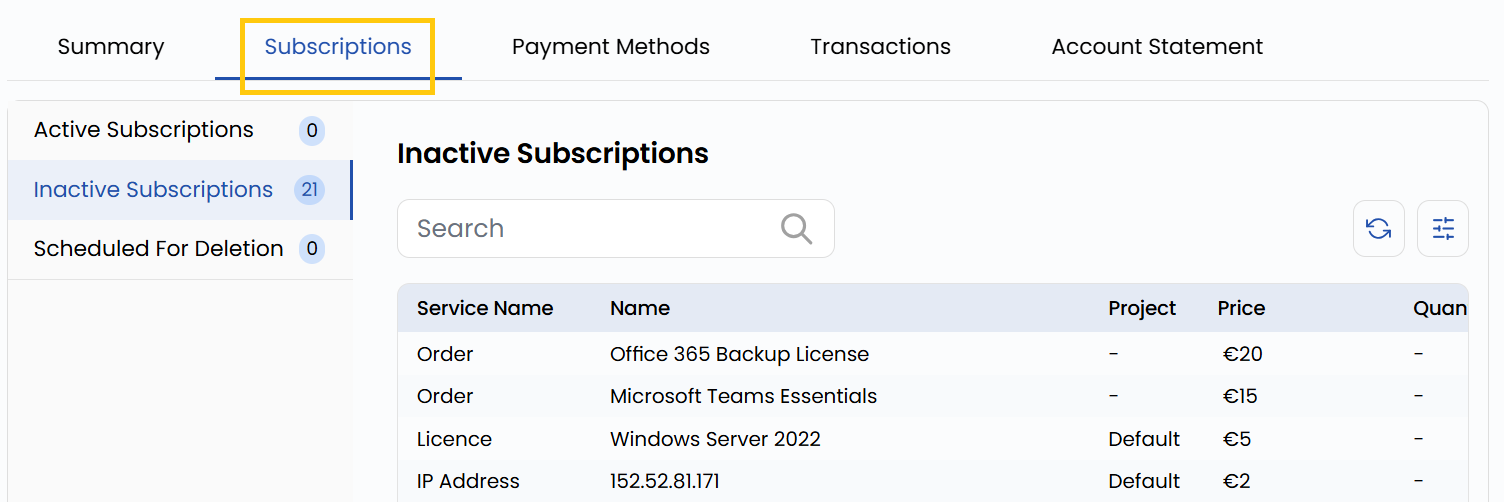 Summary Subscriptions Payment Methods Transactions Account Statement
Active Subscriptions 0
Inactive Subscriptions 21
Scheduled For Deletion 0
Inactive Subscriptions
Search
Service Name Name Project Price Quan
Order Office 365 Backup License - €20 -
Order Microsoft Teams Essentials - €15 -
Licence Windows Server 2022 Default €5 -
IP Address 152.52.81.171 Default €2 -